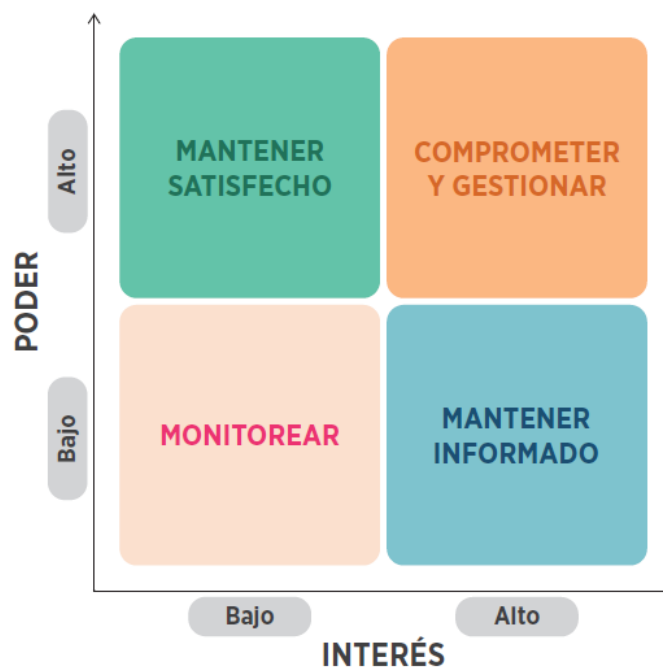 PODER
Alto
Bajo
MANTENER
SATISFECHO
COMPROMETER
Y GESTIONAR
MONITOREAR
MANTENER
INFORMADO
Bajo
Alto
INTERÉS